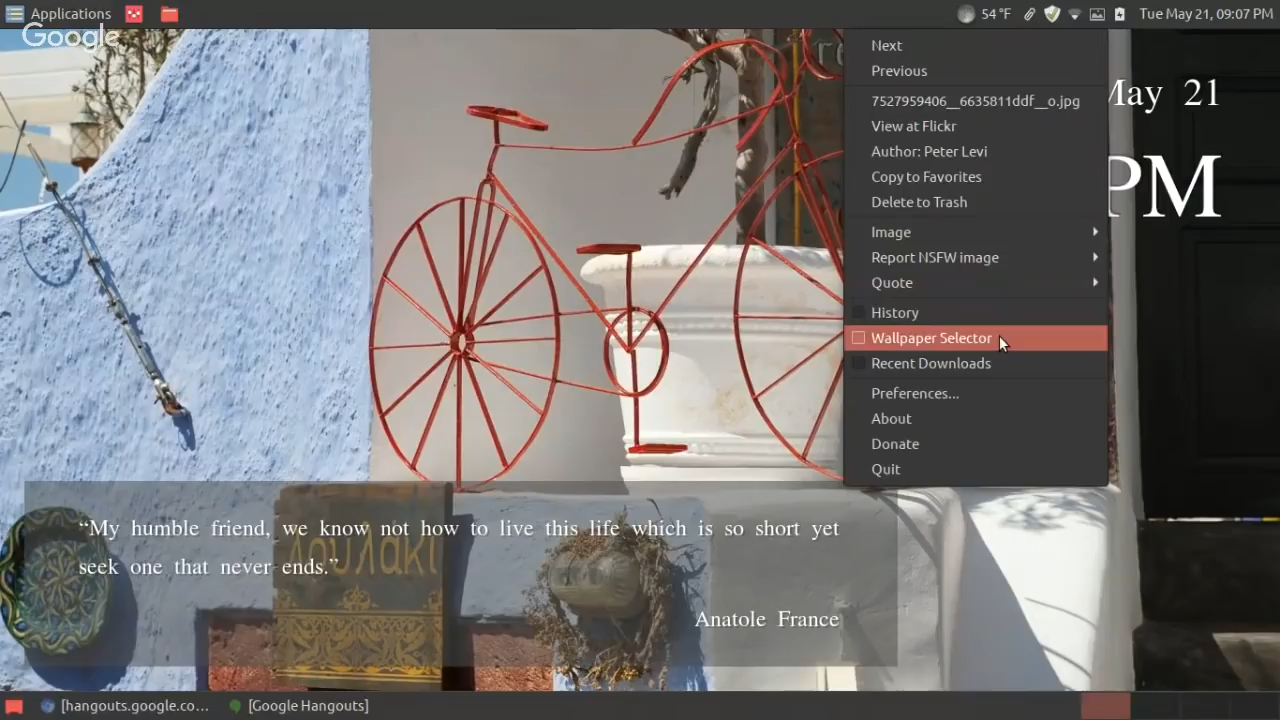 Applications
54 °F
Tue May 21, 09:07 PM
Google
Next
Previous
7527959406__6635811ddf__o.jpg
View at Flickr
Author: Peter Levi
Copy to Favorites
Delete to Trash
Image
Report NSFW image
Quote
History
Wallpaper Selector
Recent Downloads
Preferences...
About
Donate
Quit
May 21
PM
“My humble friend, we know not how to live this life which is so short yet
seek one that never ends.”
Anatole France
λουλακι
[hangouts.google.co...
[Google Hangouts]